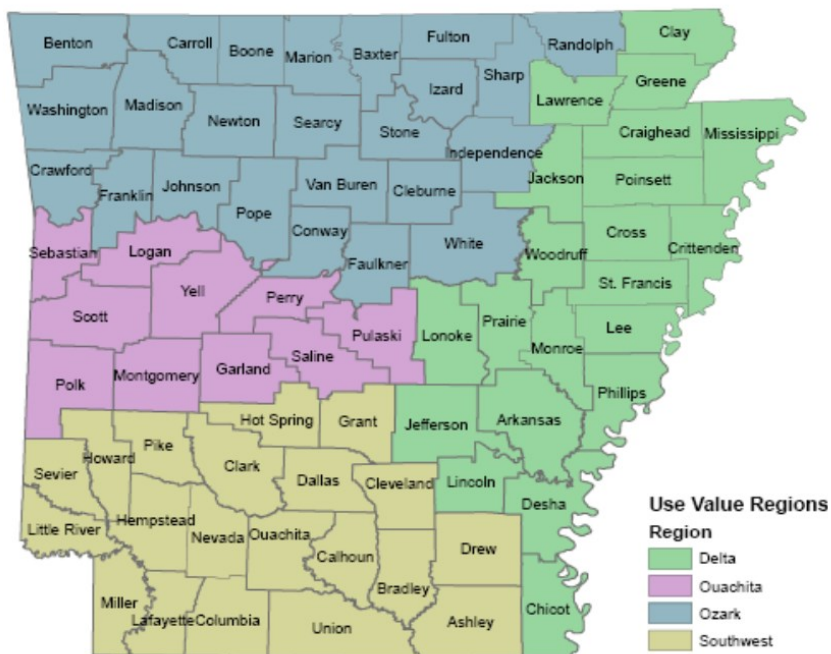 Benton
Carroll
Boone
Marion
Baxter
Fulton
Sharp
Randolph
Clay
Greene
Lawrence
Izard
Washington
Madison
Newton
Searcy
Stone
Independence
Jackson
Craighead
Mississippi
Poinsett
Crawford
Franklin
Johnson
Pope
Van Buren
Cleburne
Conway
Faulkner
White
Woodruff
Cross
Crittenden
St. Francis
Sebastian
Logan
Yell
Perry
Scott
Pulaski
Lonoke
Prairie
Monroe
Lee
Phillips
Polk
Montgomery
Garland
Saline
Hot Spring
Grant
Jefferson
Arkansas
Sevier
Howard
Pike
Clark
Dallas
Cleveland
Lincoln
Desha
Little River
Hempstead
Nevada
Ouachita
Calhoun
Bradley
Drew
Miller
Lafayette
Columbia
Union
Ashley
Chicot
Use Value Regions
Region
Delta
Ouachita
Ozark
Southwest